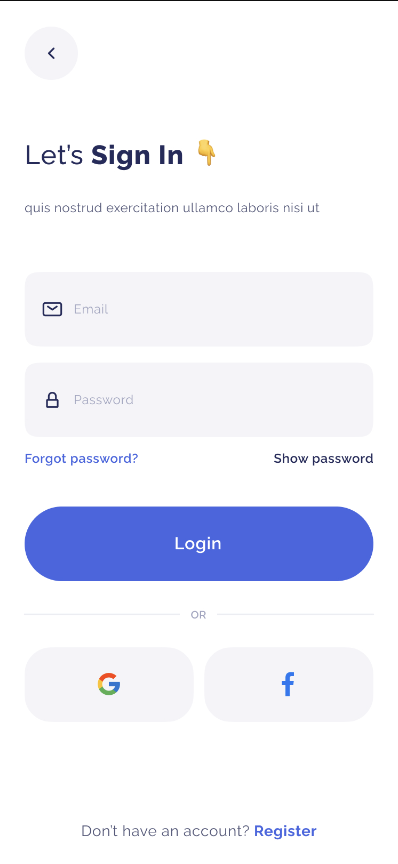 Let's Sign In 👇
quis nostrud exercitation ullamco laboris nisi ut
Email
Password
Forgot password? Show password
Login
OR
Don't have an account? Register